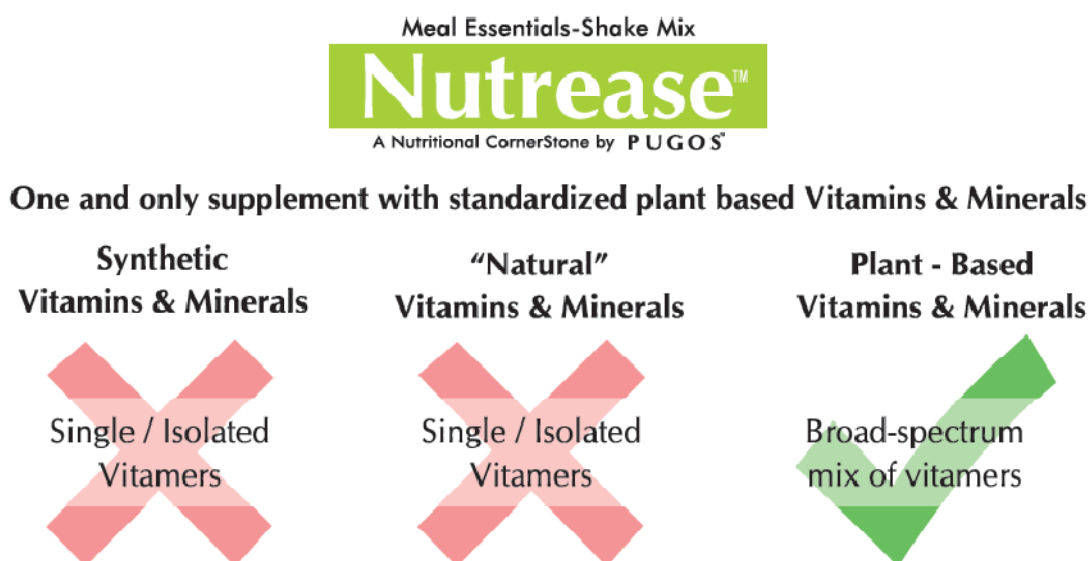 Meal Essentials-Shake Mix
Nutrease™
A Nutritional CornerStone by PUGOS™
One and only supplement with standardized plant based Vitamins & Minerals
Synthetic
Vitamins & Minerals
Single / Isolated
Vitamers
“Natural”
Vitamins & Minerals
Single / Isolated
Vitamers
Plant - Based
Vitamins & Minerals
Broad-spectrum
mix of vitamers